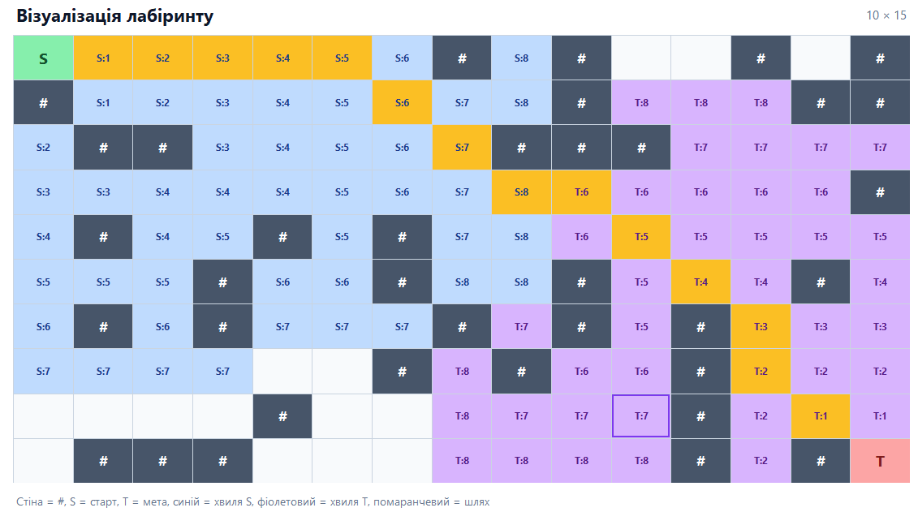 Візуалізація лабіринту 10 × 15
S S:1 S:2 S:3 S:4 S:5 S:6 # S:8 # # #
# S:1 S:2 S:3 S:4 S:5 S:6 S:7 S:8 # T:8 T:8 T:8 # #
S:2 # # S:3 S:4 S:5 S:6 S:7 # # # T:7 T:7 T:7 T:7
S:3 S:3 S:4 S:4 S:4 S:5 S:6 S:7 S:8 T:6 T:6 T:6 T:6 T:6 #
S:4 # S:4 S:5 # S:5 # S:7 S:8 T:6 T:5 T:5 T:5 T:5 T:5
S:5 S:5 S:5 # S:6 S:6 # S:8 S:8 # T:5 T:4 T:4 # T:4
S:6 # S:6 # S:7 S:7 S:7 # T:7 # T:5 # T:3 T:3 T:3
S:7 S:7 S:7 S:7 # T:8 # T:6 T:6 # T:2 T:2 T:2
# T:8 T:7 T:7 T:7 # T:2 T:1 T:1
# # # T:8 T:8 T:8 T:8 # T:2 # T
Стіна = #, S = старт, T = мета, синій = хвиля S, фіолетовий = хвиля T, помаранчевий = шлях